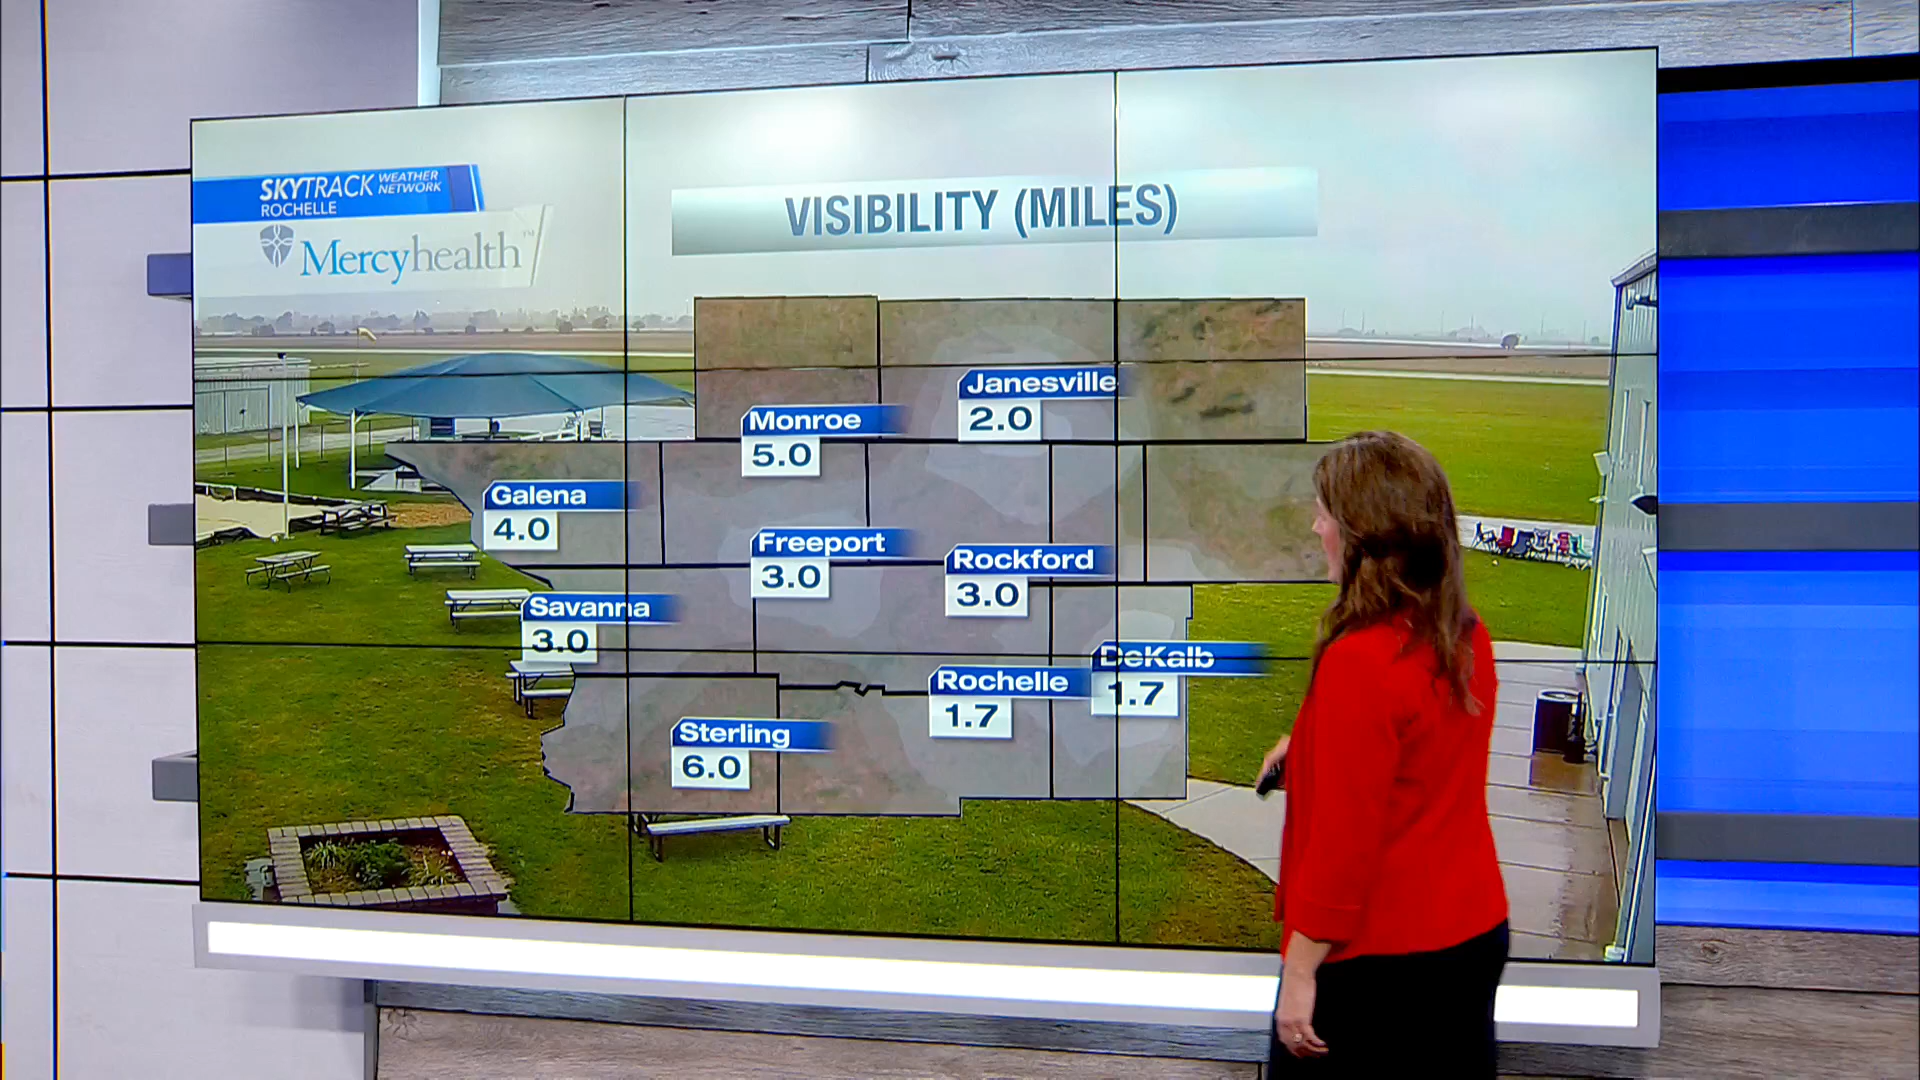 SKYTRACK WEATHER NETWORK
ROCHELLE
Mercyhealth™
VISIBILITY (MILES)
Janesville
2.0
Monroe
5.0
Galena
4.0
Freeport
3.0
Rockford
3.0
Savanna
3.0
DeKalb
1.7
Rochelle
1.7
Sterling
6.0